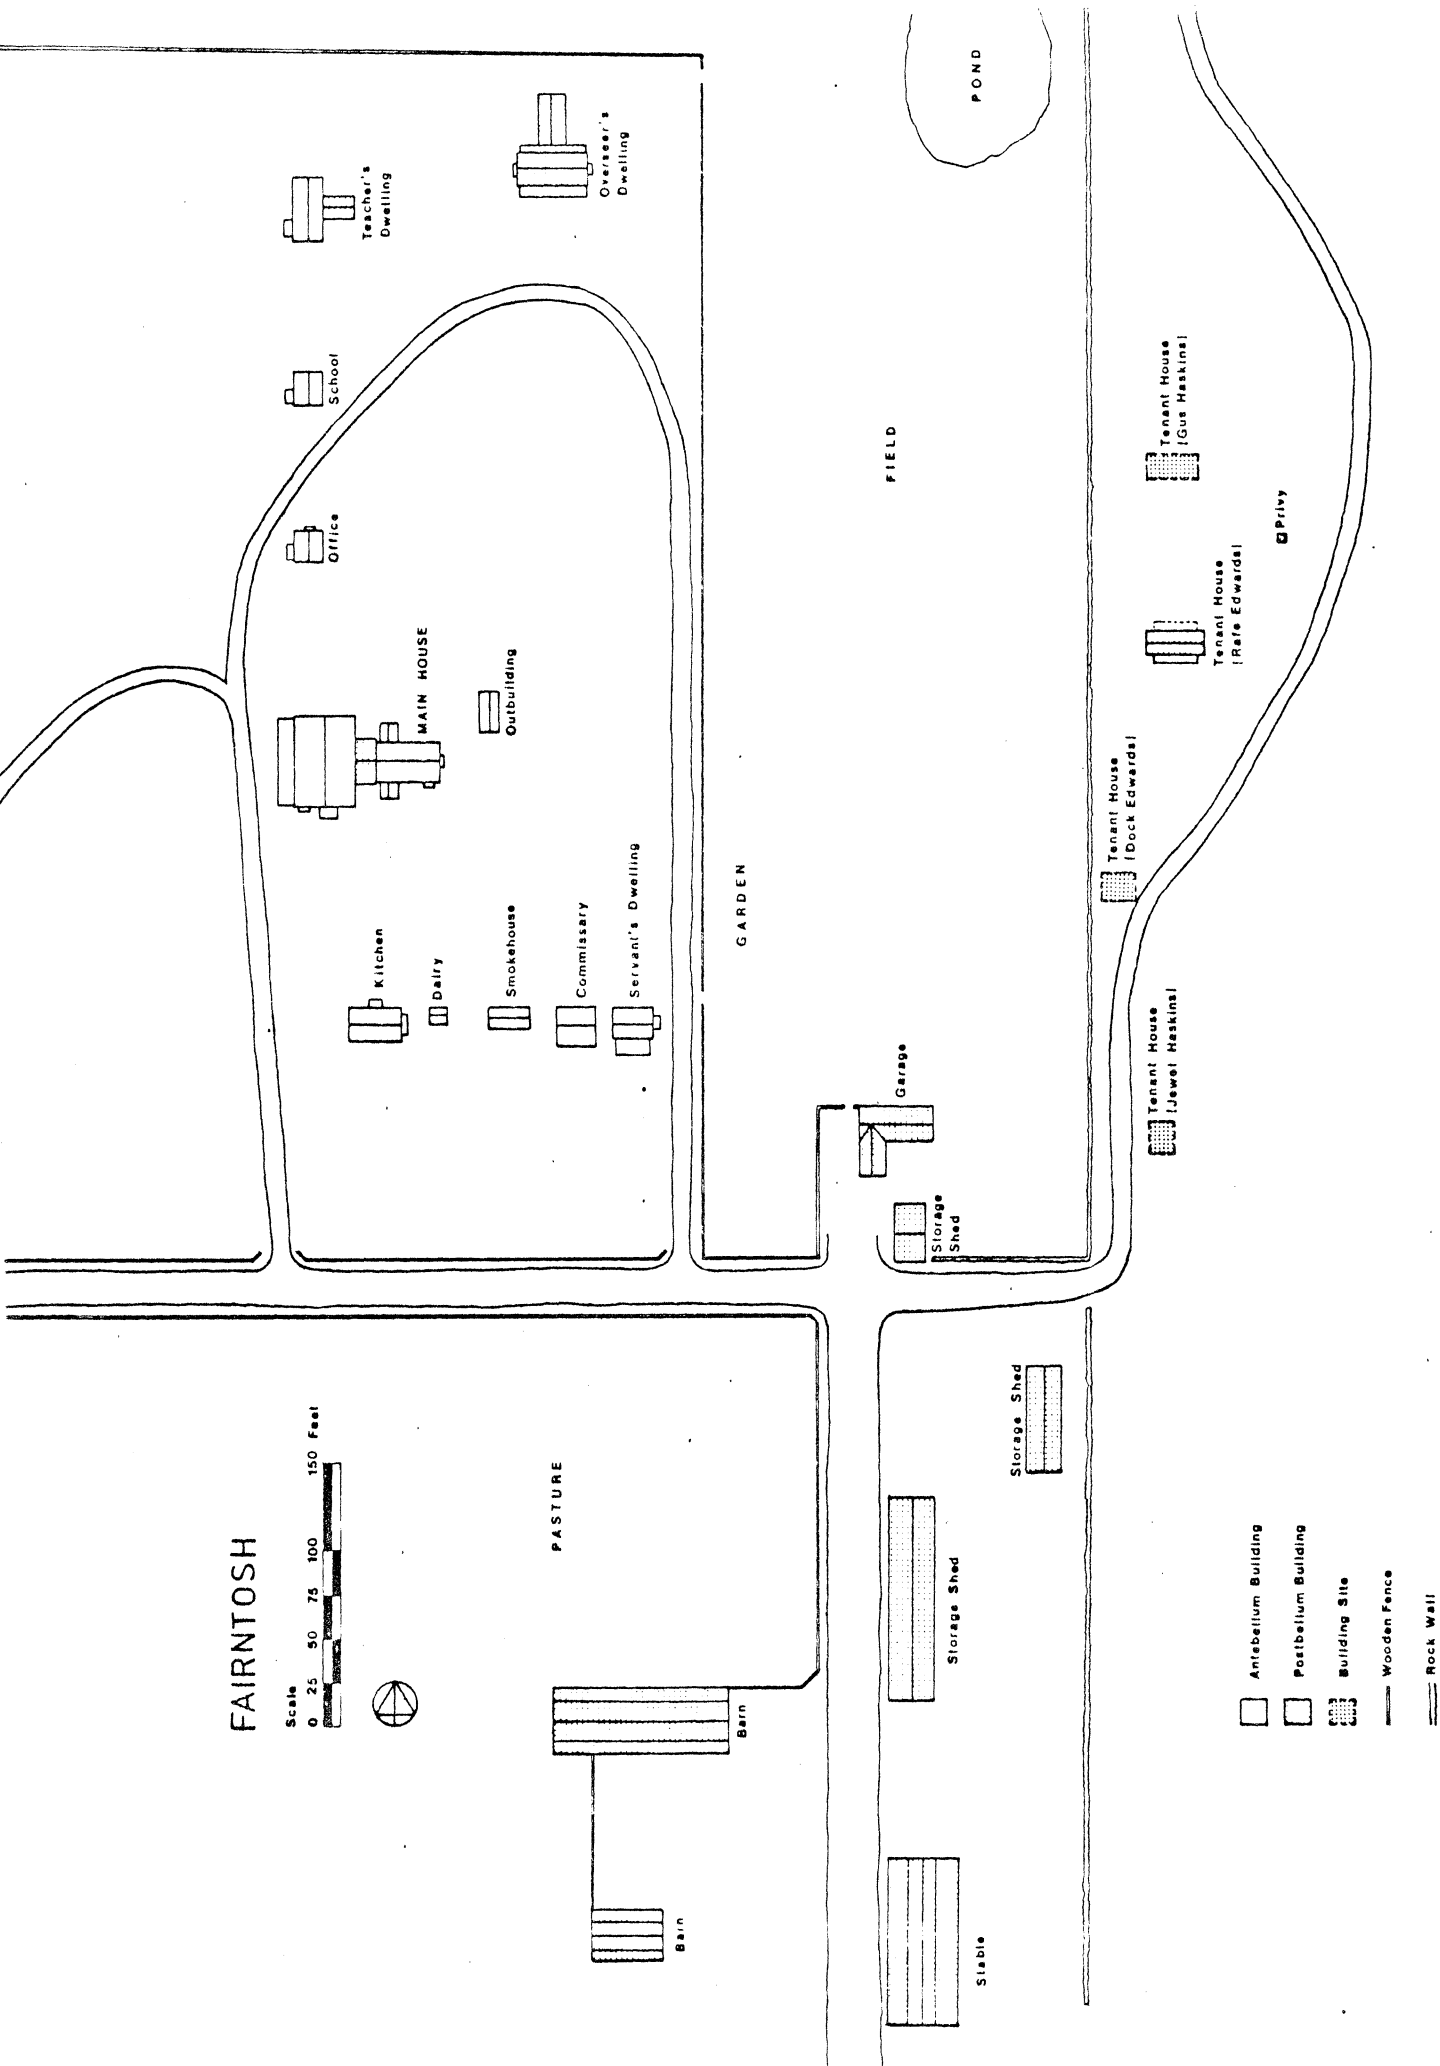 FAIRNTOSH
Scale
0 25 50 75 100 150 Feet
PASTURE
Barn
Barn
Stable
Storage Shed
Storage Shed
Storage
Shed
Garage
GARDEN
FIELD
POND
Kitchen
Dairy
Smokehouse
Commissary
Servant's Dwelling
MAIN HOUSE
Outbuilding
Office
School
Teacher's
Dwelling
Overseer's
Dwelling
Tenant House
[Jewel Haskins]
Tenant House
[Dock Edwards]
Tenant House
[Rafe Edwards]
Privy
Tenant House
[Gus Haskins]
Antebellum Building
Postbellum Building
Building Site
Wooden Fence
Rock Wall